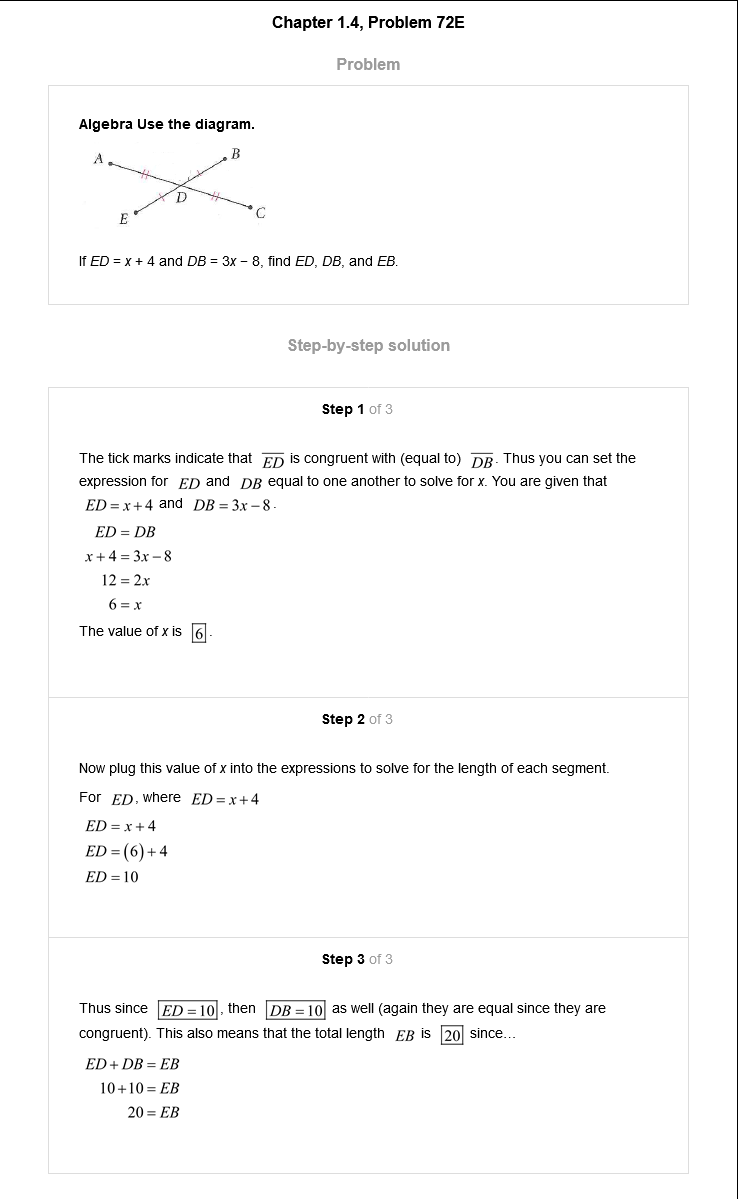 Chapter 1.4, Problem 72E
Problem
Algebra Use the diagram.
A
B
D
E
C
If ED = x + 4 and DB = 3x − 8, find ED, DB, and EB.
Step-by-step solution
Step 1 of 3
The tick marks indicate that E͞D is congruent with (equal to) D͞B. Thus you can set the
expression for ED and DB equal to one another to solve for x. You are given that
ED = x + 4 and DB = 3x − 8.
ED = DB
x + 4 = 3x − 8
12 = 2x
6 = x
The value of x is 6.
Step 2 of 3
Now plug this value of x into the expressions to solve for the length of each segment.
For ED, where ED = x + 4
ED = x + 4
ED = (6) + 4
ED = 10
Step 3 of 3
Thus since ED = 10, then DB = 10 as well (again they are equal since they are
congruent). This also means that the total length EB is 20 since...
ED + DB = EB
10 + 10 = EB
20 = EB